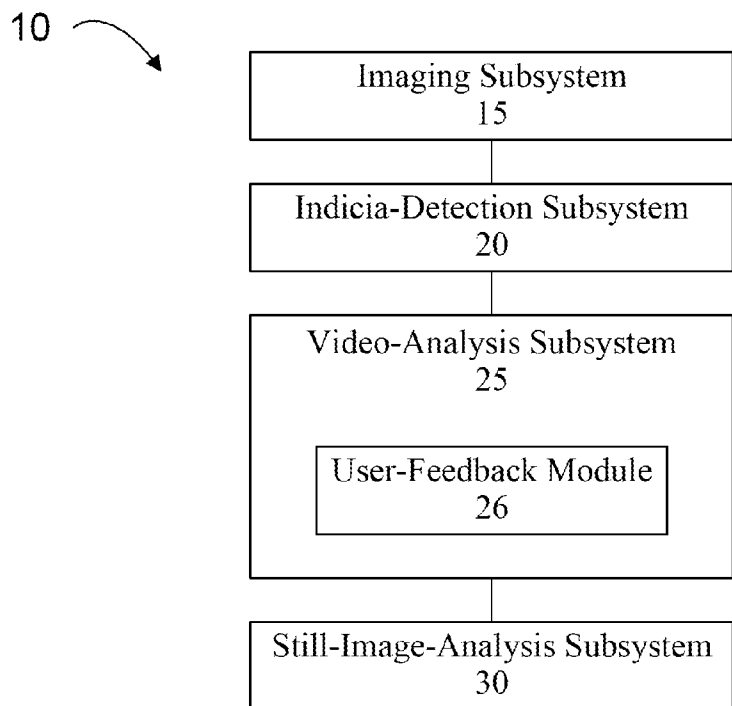 10
Imaging Subsystem
15
Indicia-Detection Subsystem
20
Video-Analysis Subsystem
25
User-Feedback Module
26
Still-Image-Analysis Subsystem
30